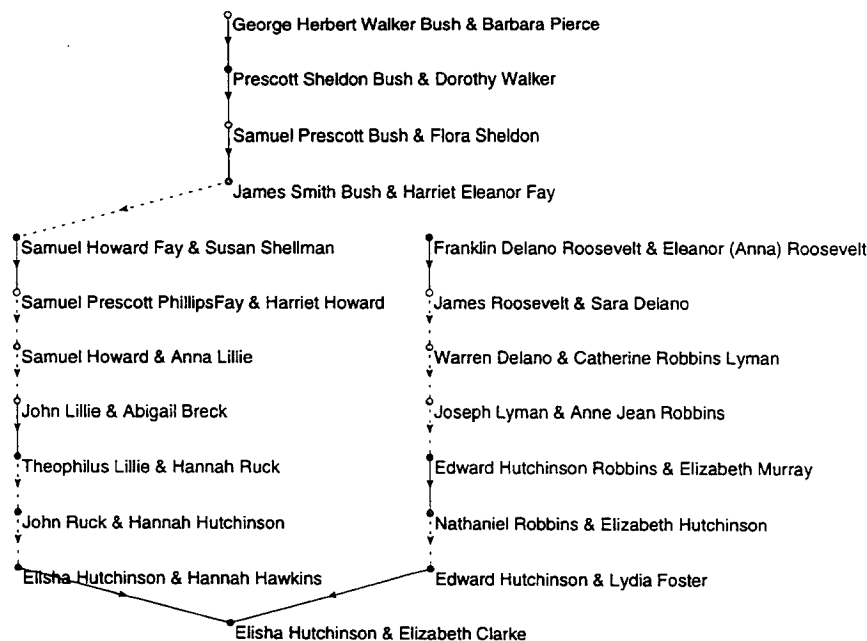 George Herbert Walker Bush & Barbara Pierce
Prescott Sheldon Bush & Dorothy Walker
Samuel Prescott Bush & Flora Sheldon
James Smith Bush & Harriet Eleanor Fay
Samuel Howard Fay & Susan Shellman
Franklin Delano Roosevelt & Eleanor (Anna) Roosevelt
Samuel Prescott PhillipsFay & Harriet Howard
James Roosevelt & Sara Delano
Samuel Howard & Anna Lillie
Warren Delano & Catherine Robbins Lyman
John Lillie & Abigail Breck
Joseph Lyman & Anne Jean Robbins
Theophilus Lillie & Hannah Ruck
Edward Hutchinson Robbins & Elizabeth Murray
John Ruck & Hannah Hutchinson
Nathaniel Robbins & Elizabeth Hutchinson
Elisha Hutchinson & Hannah Hawkins
Edward Hutchinson & Lydia Foster
Elisha Hutchinson & Elizabeth Clarke